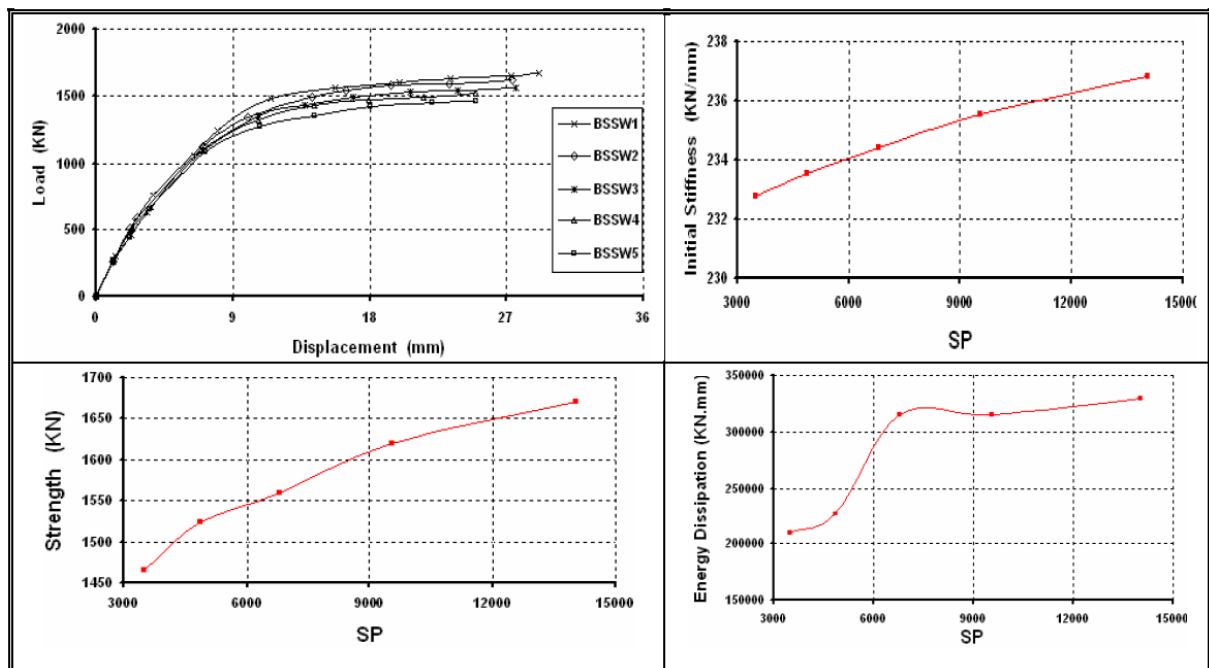 2000
1500
1000
500
0
Load (KN)
0 9 18 27 36
Displacement (mm)
BSSW1
BSSW2
BSSW3
BSSW4
BSSW5
238
236
234
232
230
Initial Stiffness (KN/mm)
3000 6000 9000 12000 15000
SP
1700
1650
1600
1550
1500
1450
Strength (KN)
3000 6000 9000 12000 15000
SP
350000
300000
250000
200000
150000
Energy Dissipation (KN.mm)
3000 6000 9000 12000 15000
SP